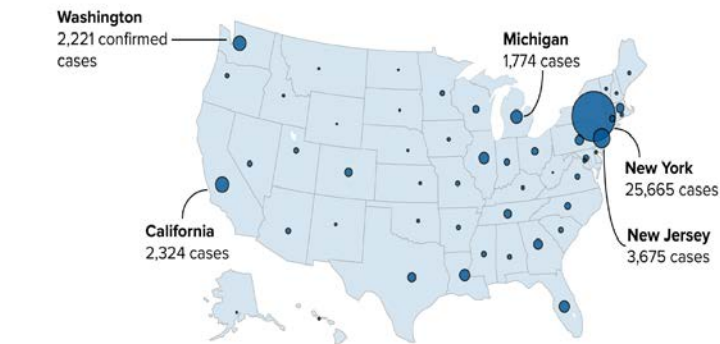 Washington
2,221 confirmed
cases
Michigan
1,774 cases
New York
25,665 cases
New Jersey
3,675 cases
California
2,324 cases